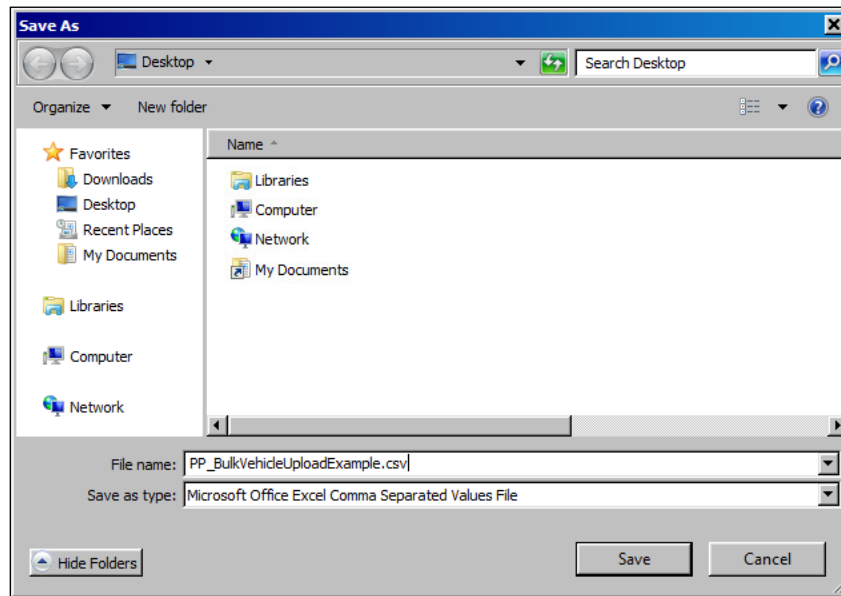 Save As
Desktop
Search Desktop
Organize New folder
Favorites
Downloads
Desktop
Recent Places
My Documents
Libraries
Computer
Network
Name
Libraries
Computer
Network
My Documents
File name: PP_BulkVehicleUploadExample.csv
Save as type: Microsoft Office Excel Comma Separated Values File
Hide Folders Save Cancel